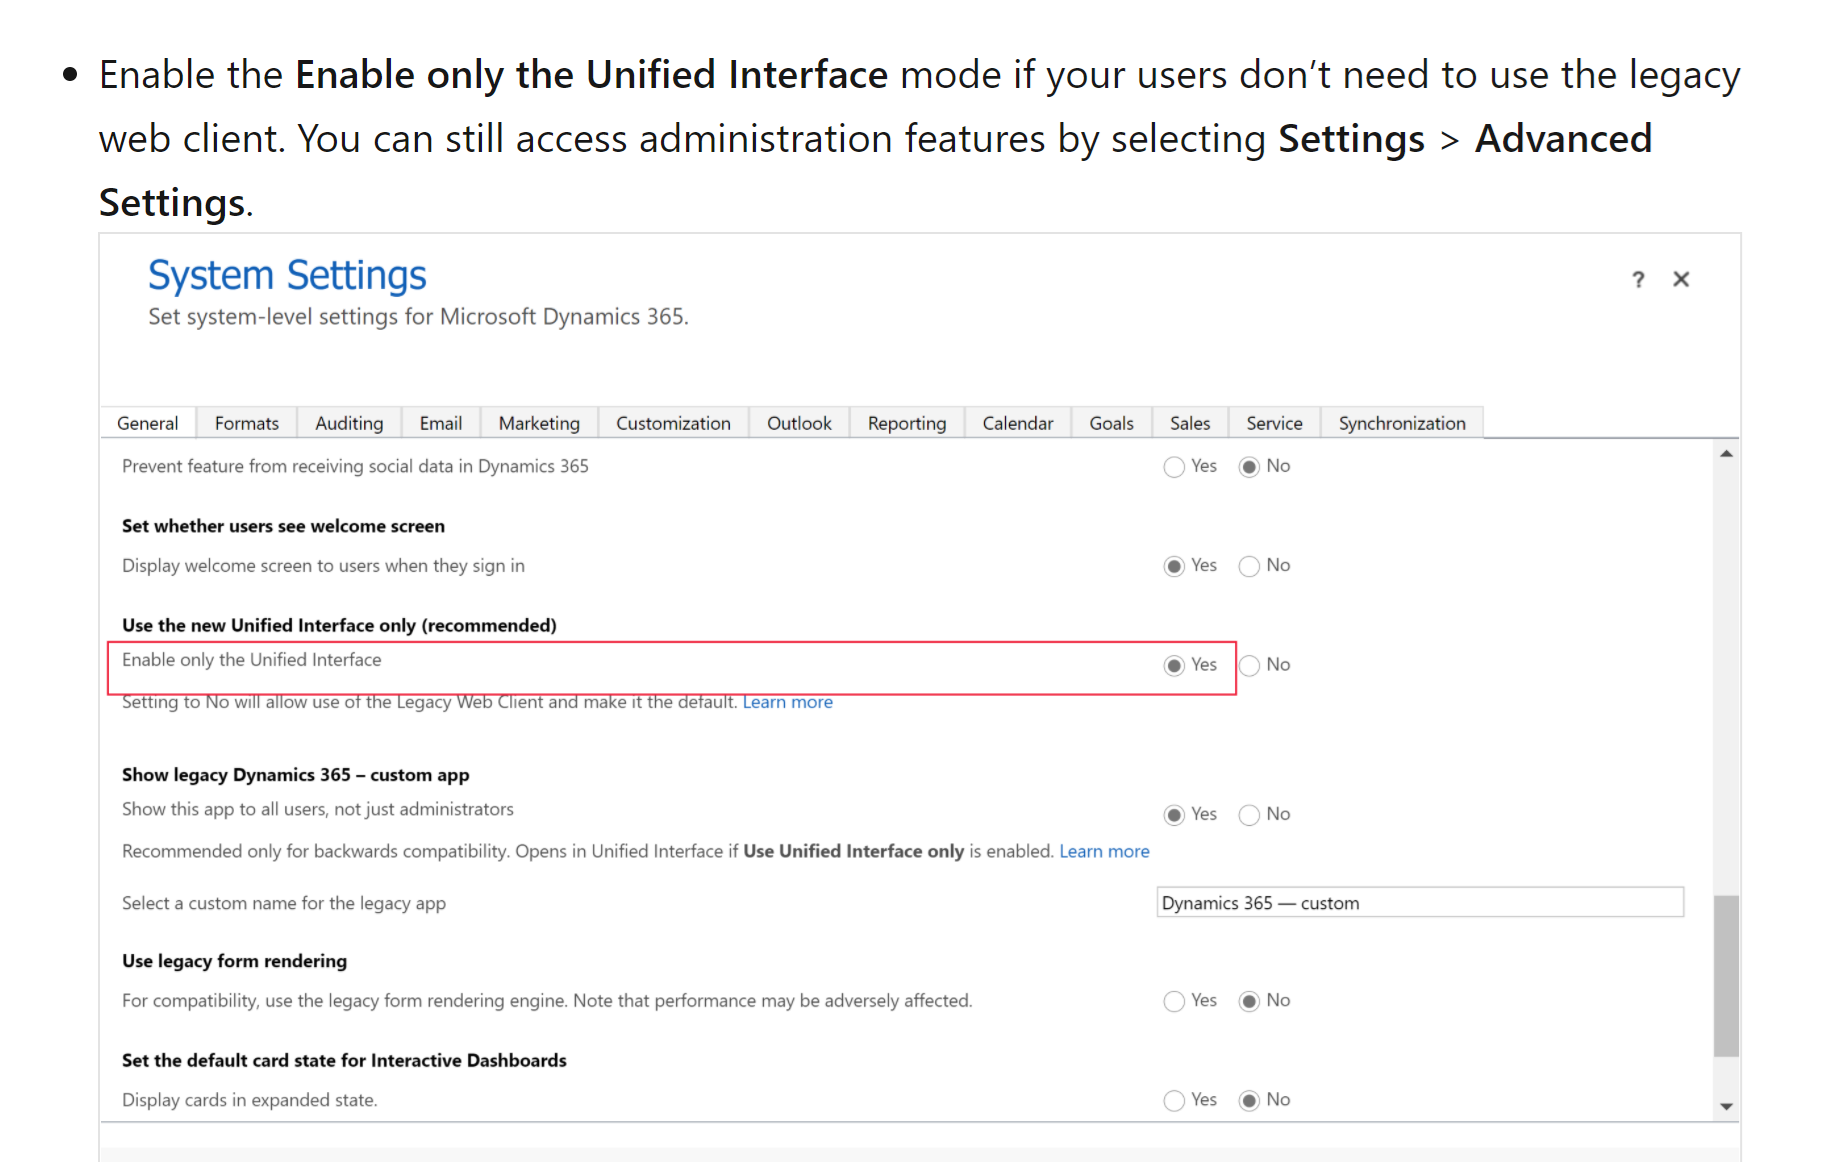 • Enable the Enable only the Unified Interface mode if your users don’t need to use the legacy
web client. You can still access administration features by selecting Settings > Advanced
Settings.
System Settings ? ✕
Set system-level settings for Microsoft Dynamics 365.
General Formats Auditing Email Marketing Customization Outlook Reporting Calendar Goals Sales Service Synchronization
Prevent feature from receiving social data in Dynamics 365 Yes No
Set whether users see welcome screen
Display welcome screen to users when they sign in Yes No
Use the new Unified Interface only (recommended)
Enable only the Unified Interface Yes No
Setting to No will allow use of the Legacy Web Client and make it the default. Learn more
Show legacy Dynamics 365 – custom app
Show this app to all users, not just administrators Yes No
Recommended only for backwards compatibility. Opens in Unified Interface if Use Unified Interface only is enabled. Learn more
Select a custom name for the legacy app Dynamics 365 — custom
Use legacy form rendering
For compatibility, use the legacy form rendering engine. Note that performance may be adversely affected. Yes No
Set the default card state for Interactive Dashboards
Display cards in expanded state. Yes No